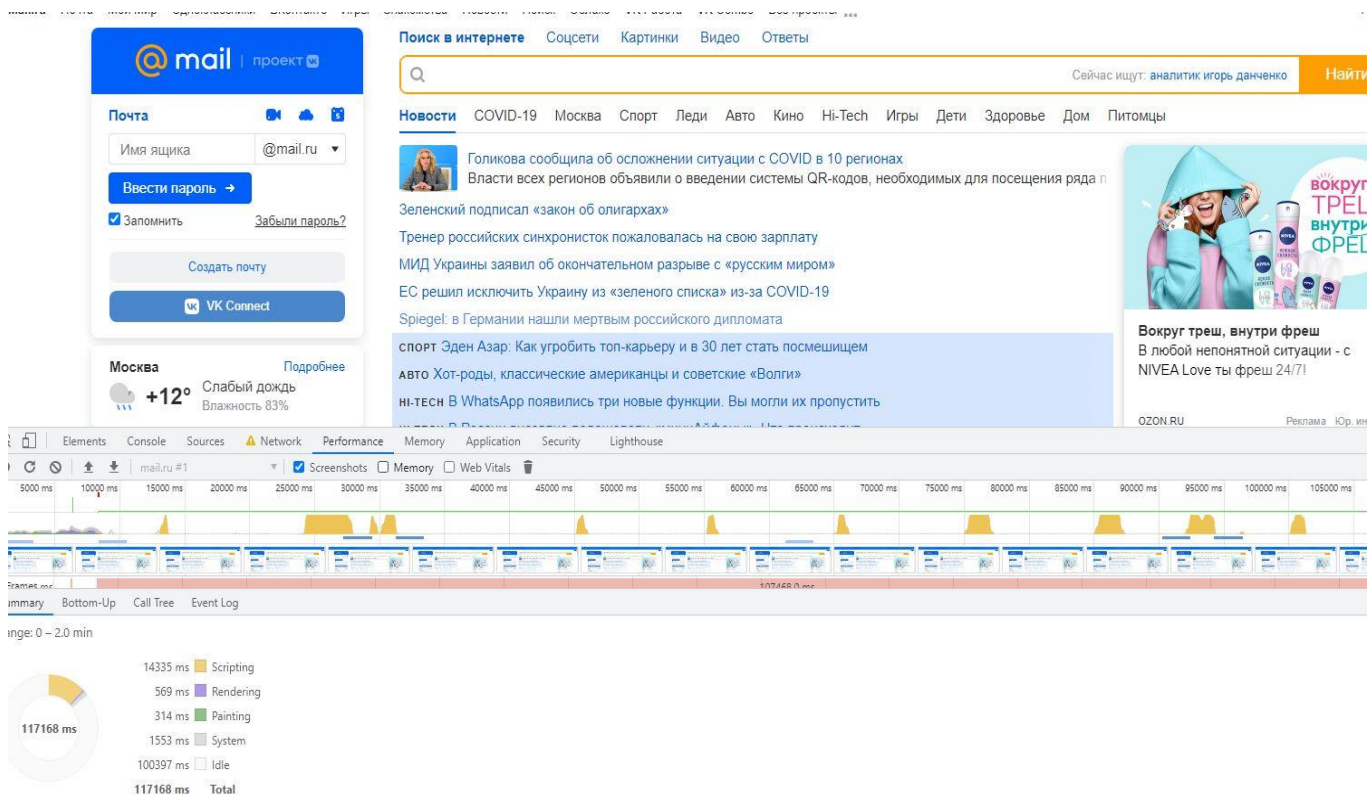 Поиск в интернете Соцсети Картинки Видео Ответы
@ mail | проект
Сейчас ищут: аналитик игорь данченко Найти
Почта
Новости COVID-19 Москва Спорт Леди Авто Кино Hi-Tech Игры Дети Здоровье Дом Питомцы
Имя ящика @mail.ru
Ввести пароль →
Запомнить Забыли пароль?
Создать почту
VK Connect
Голикова сообщила об осложнении ситуации с COVID в 10 регионах
Власти всех регионов объявили о введении системы QR-кодов, необходимых для посещения ряда
Зеленский подписал «закон об олигархах»
Тренер российских синхронисток пожаловалась на свою зарплату
МИД Украины заявил об окончательном разрыве с «русским миром»
ЕС решил исключить Украину из «зеленого списка» из-за COVID-19
Spiegel: в Германии нашли мертвым российского дипломата
СПОРТ Эден Азар: Как угробить топ-карьеру и в 30 лет стать посмешищем
АВТО Хот-роды, классические американцы и советские «Волги»
HI-TECH В WhatsApp появились три новые функции. Вы могли их пропустить
вокруг
ТРЕШ
внутри
ФРЕШ
NIVEA
Вокруг треш, внутри фреш
В любой непонятной ситуации - с
NIVEA Love ты фреш 24/7!
OZON.RU Реклама Юр. ин
Москва Подробнее
+12° Слабый дождь
Влажность 83%
Elements Console Sources Network Performance Memory Application Security Lighthouse
mail.ru #1 Screenshots Memory Web Vitals
5000 ms 10000 ms 15000 ms 20000 ms 25000 ms 30000 ms 35000 ms 40000 ms 45000 ms 50000 ms 55000 ms 60000 ms 65000 ms 70000 ms 75000 ms 80000 ms 85000 ms 90000 ms 95000 ms 100000 ms 105000 ms
Frames ms 107468.0 ms
ummary Bottom-Up Call Tree Event Log
ange: 0 – 2.0 min
14335 ms Scripting
569 ms Rendering
314 ms Painting
1553 ms System
100397 ms Idle
117168 ms Total
117168 ms